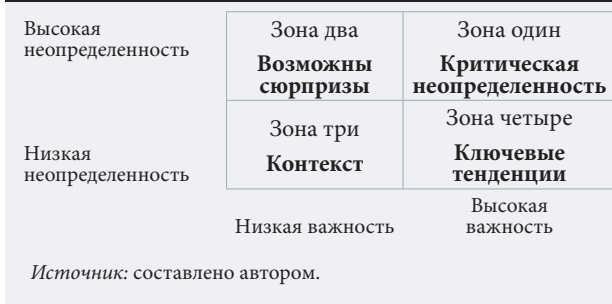 Высокая
неопределенность
Зона два
Возможны
сюрпризы
Зона один
Критическая
неопределенность
Низкая
неопределенность
Зона три
Контекст
Зона четыре
Ключевые
тенденции
Низкая важность
Высокая
важность
Источник: составлено автором.